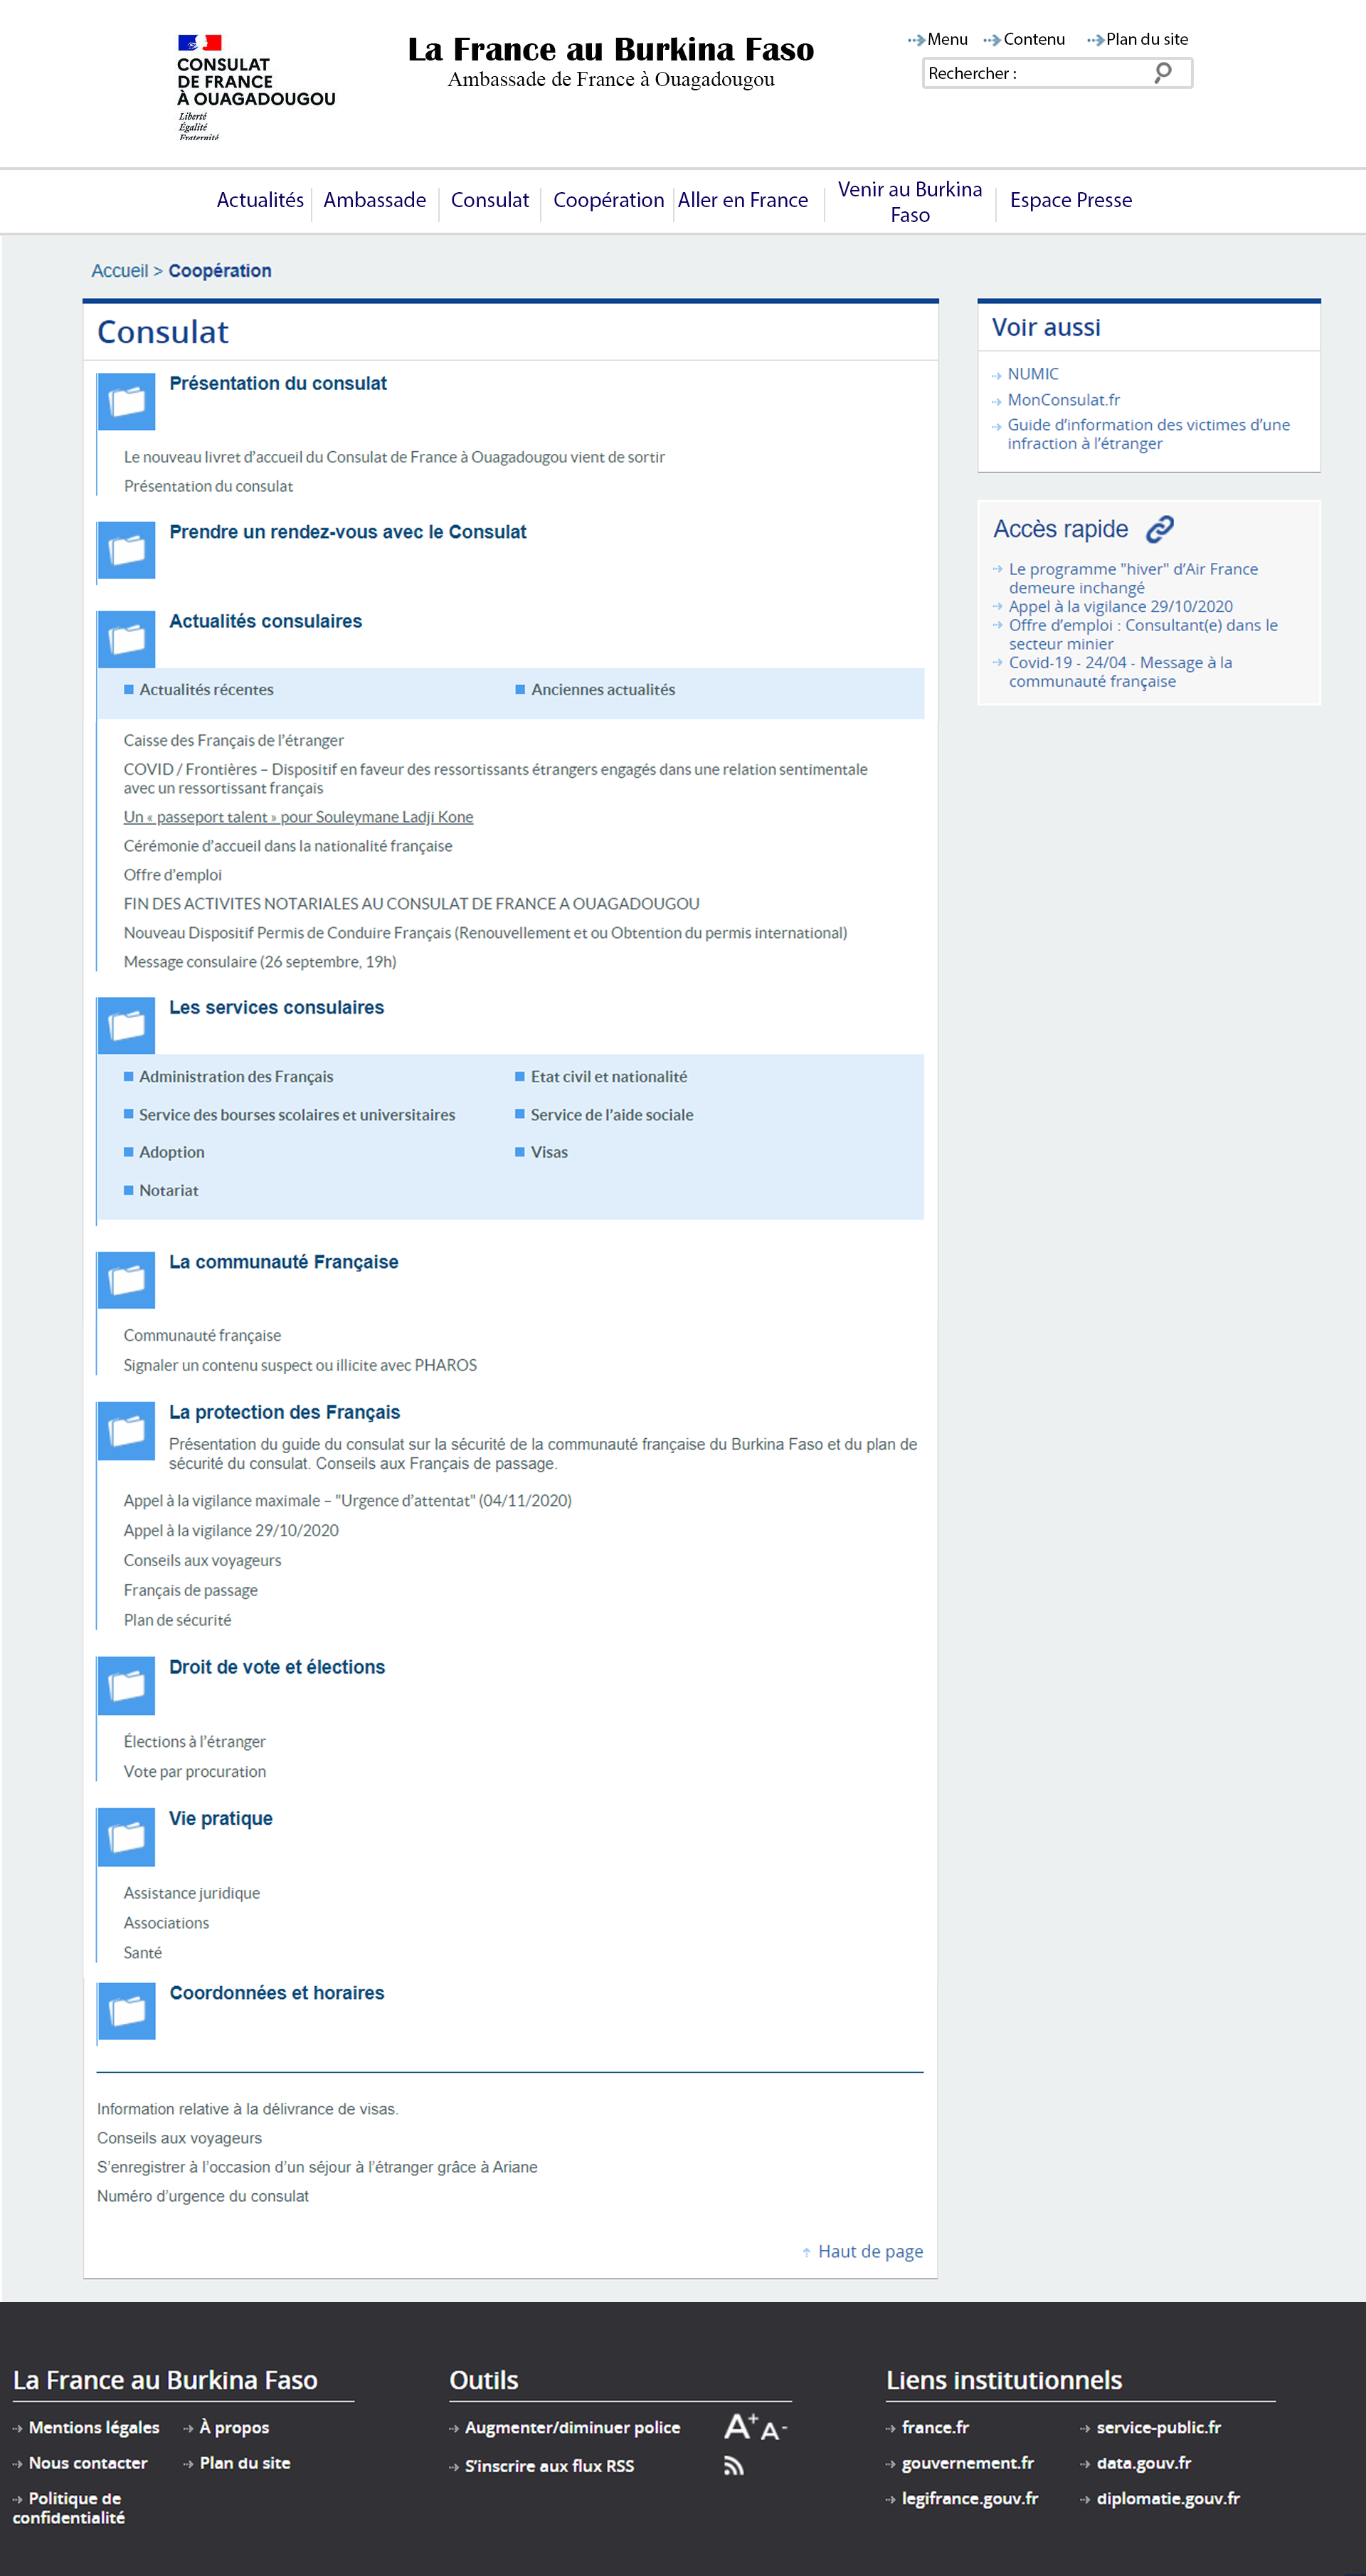 CONSULAT
DE FRANCE
À OUAGADOUGOU
Liberté
Égalité
Fraternité
La France au Burkina Faso
Ambassade de France à Ouagadougou
Menu Contenu Plan du site
Rechercher :
Actualités Ambassade Consulat Coopération Aller en France Venir au Burkina Faso Espace Presse
Accueil > Coopération
Consulat
Présentation du consulat
Le nouveau livret d’accueil du Consulat de France à Ouagadougou vient de sortir
Présentation du consulat
Prendre un rendez-vous avec le Consulat
Actualités consulaires
Actualités récentes Anciennes actualités
Caisse des Français de l’étranger
COVID / Frontières – Dispositif en faveur des ressortissants étrangers engagés dans une relation sentimentale
avec un ressortissant français
Un « passeport talent » pour Souleymane Ladji Kone
Cérémonie d’accueil dans la nationalité française
Offre d’emploi
FIN DES ACTIVITES NOTARIALES AU CONSULAT DE FRANCE A OUAGADOUGOU
Nouveau Dispositif Permis de Conduire Français (Renouvellement et ou Obtention du permis international)
Message consulaire (26 septembre, 19h)
Les services consulaires
Administration des Français Etat civil et nationalité
Service des bourses scolaires et universitaires Service de l’aide sociale
Adoption Visas
Notariat
La communauté Française
Communauté française
Signaler un contenu suspect ou illicite avec PHAROS
La protection des Français
Présentation du guide du consulat sur la sécurité de la communauté française du Burkina Faso et du plan de
sécurité du consulat. Conseils aux Français de passage.
Appel à la vigilance maximale – "Urgence d’attentat" (04/11/2020)
Appel à la vigilance 29/10/2020
Conseils aux voyageurs
Français de passage
Plan de sécurité
Droit de vote et élections
Élections à l’étranger
Vote par procuration
Vie pratique
Assistance juridique
Associations
Santé
Coordonnées et horaires
Information relative à la délivrance de visas.
Conseils aux voyageurs
S’enregistrer à l’occasion d’un séjour à l’étranger grâce à Ariane
Numéro d’urgence du consulat
Haut de page
Voir aussi
NUMIC
MonConsulat.fr
Guide d’information des victimes d’une
infraction à l’étranger
Accès rapide
Le programme "hiver" d’Air France
demeure inchangé
Appel à la vigilance 29/10/2020
Offre d’emploi : Consultant(e) dans le
secteur minier
Covid-19 - 24/04 - Message à la
communauté française
La France au Burkina Faso
Mentions légales À propos
Nous contacter Plan du site
Politique de
confidentialité
Outils
Augmenter/diminuer police A+ A-
S’inscrire aux flux RSS
Liens institutionnels
france.fr service-public.fr
gouvernement.fr data.gouv.fr
legifrance.gouv.fr diplomatie.gouv.fr